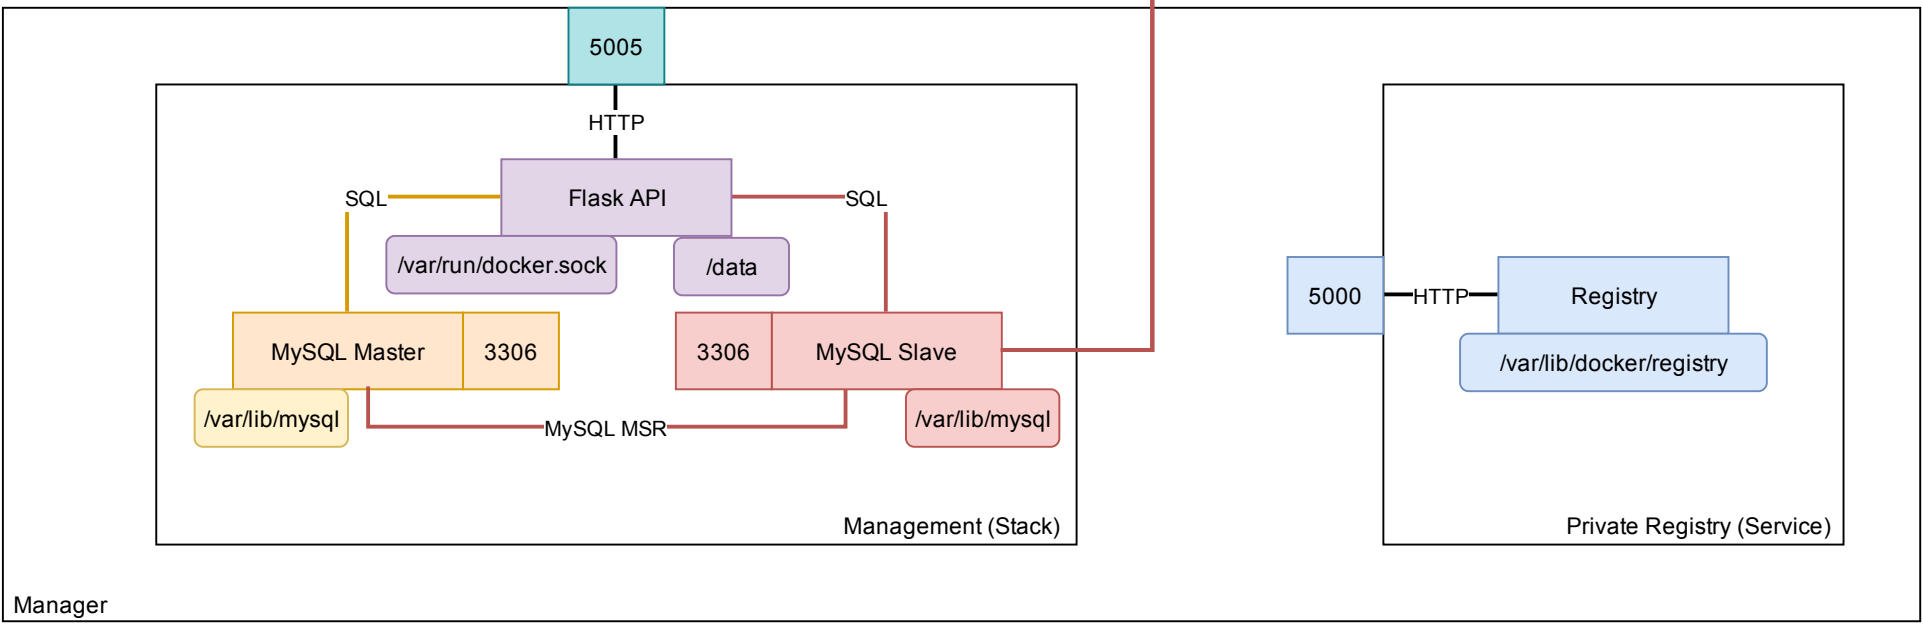 5005
HTTP
SQL
Flask API
SQL
/var/run/docker.sock
/data
5000
HTTP
Registry
MySQL Master
3306
3306
MySQL Slave
/var/lib/docker/registry
/var/lib/mysql
MySQL MSR
/var/lib/mysql
Management (Stack)
Private Registry (Service)
Manager